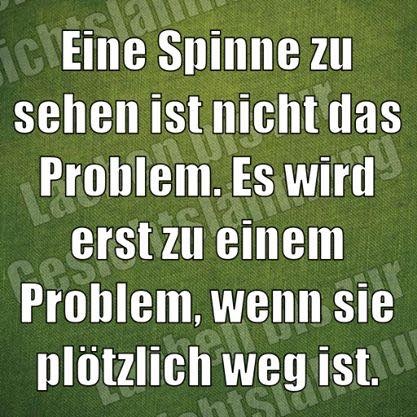 Eine Spinne zu
sehen ist nicht das
Problem. Es wird
erst zu einem
Problem, wenn sie
plötzlich weg ist.